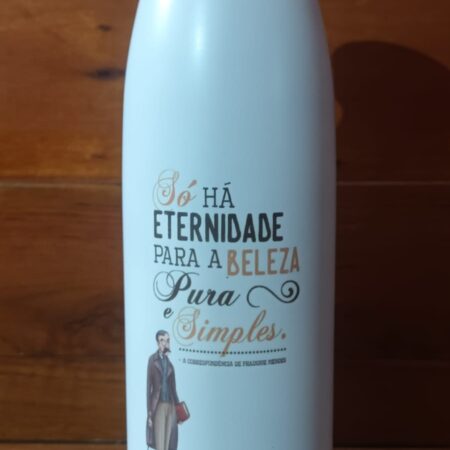 Só HÁ
ETERNIDADE
PARA A BELEZA
Pura
e Simples.
- A CORRESPONDÊNCIA DE FRADIQUE MENDES